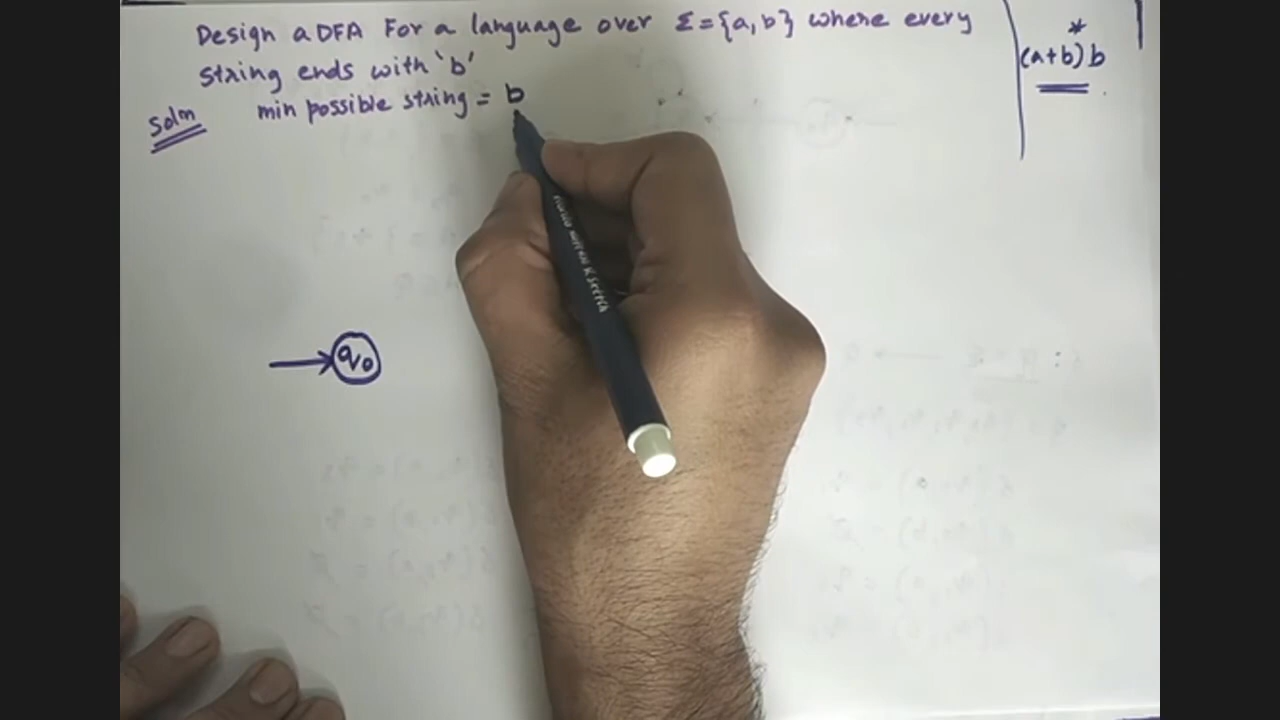 Design a DFA For a language over Σ={a,b} where every
string ends with 'b'
Soln min possible string = b
(a+b)*b
q0